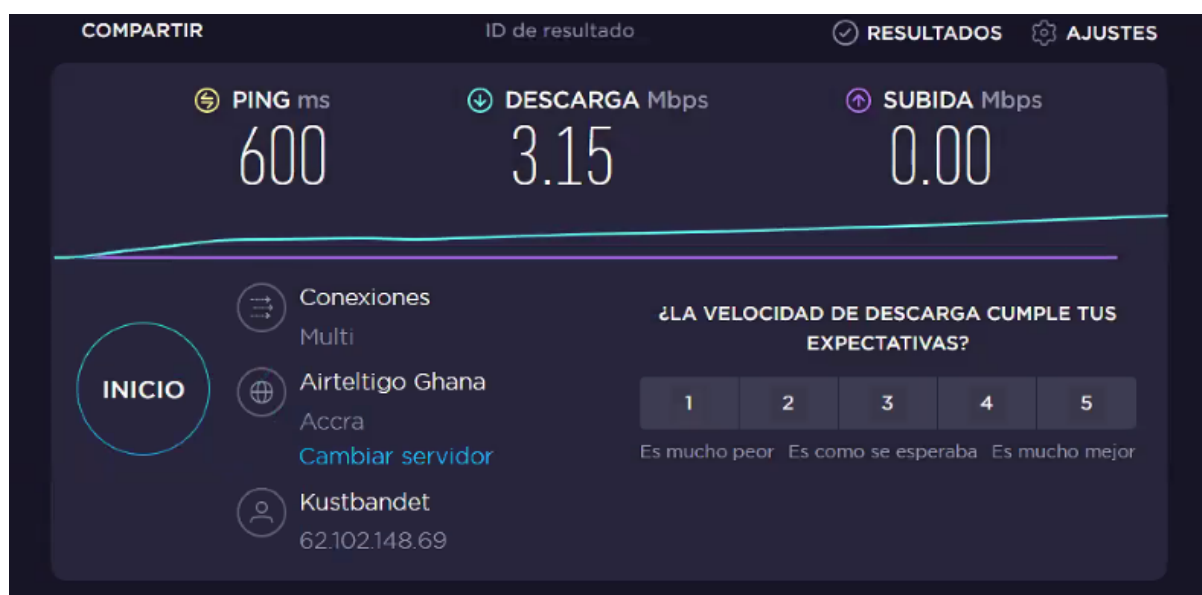 COMPARTIR ID de resultado RESULTADOS AJUSTES
PING ms DESCARGA Mbps SUBIDA Mbps
600 3.15 0.00
INICIO
Conexiones
Multi
Airteltigo Ghana
Accra
Cambiar servidor
Kustbandet
62.102.148.69
¿LA VELOCIDAD DE DESCARGA CUMPLE TUS
EXPECTATIVAS?
1 2 3 4 5
Es mucho peor Es como se esperaba Es mucho mejor